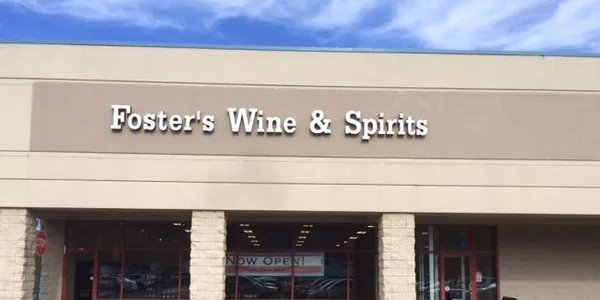 Foster's Wine & Spirits
NOW OPEN!